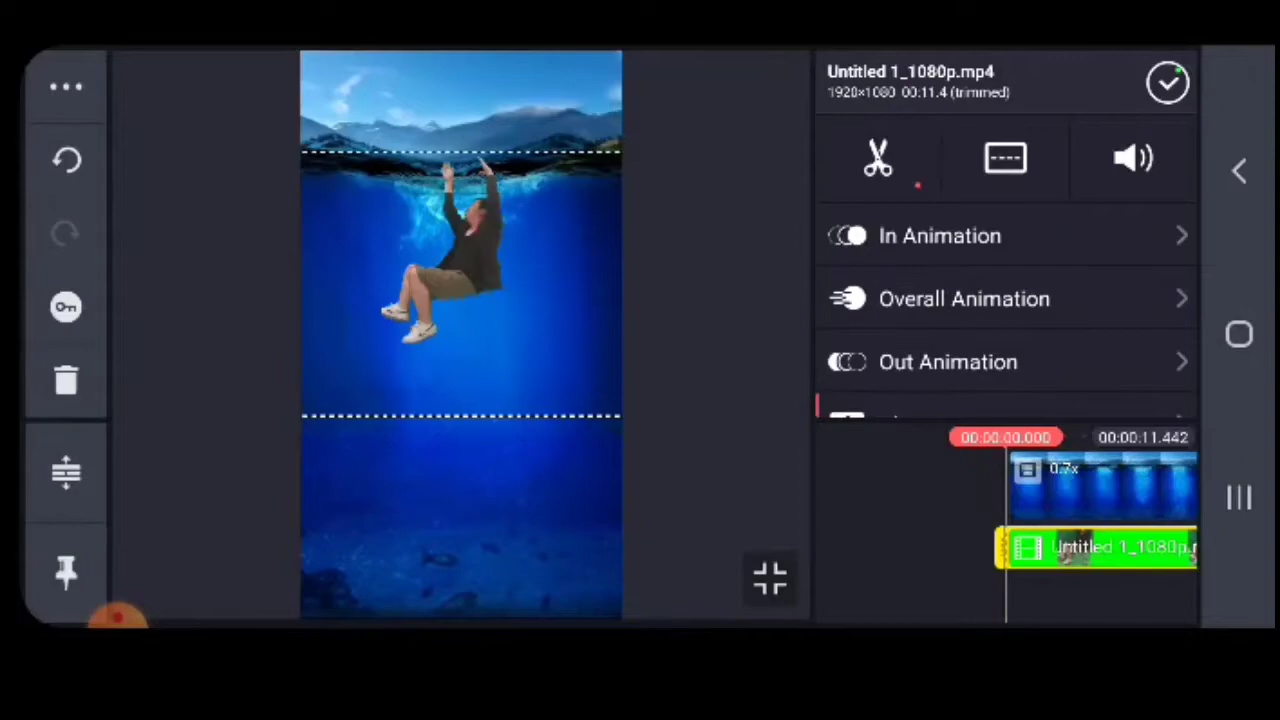 Untitled 1_1080p.mp4
1920×1080 00:11.4 (trimmed)
In Animation
Overall Animation
Out Animation
00:00:00.000
00:00:11.442
0.7x
Untitled 1_1080p.